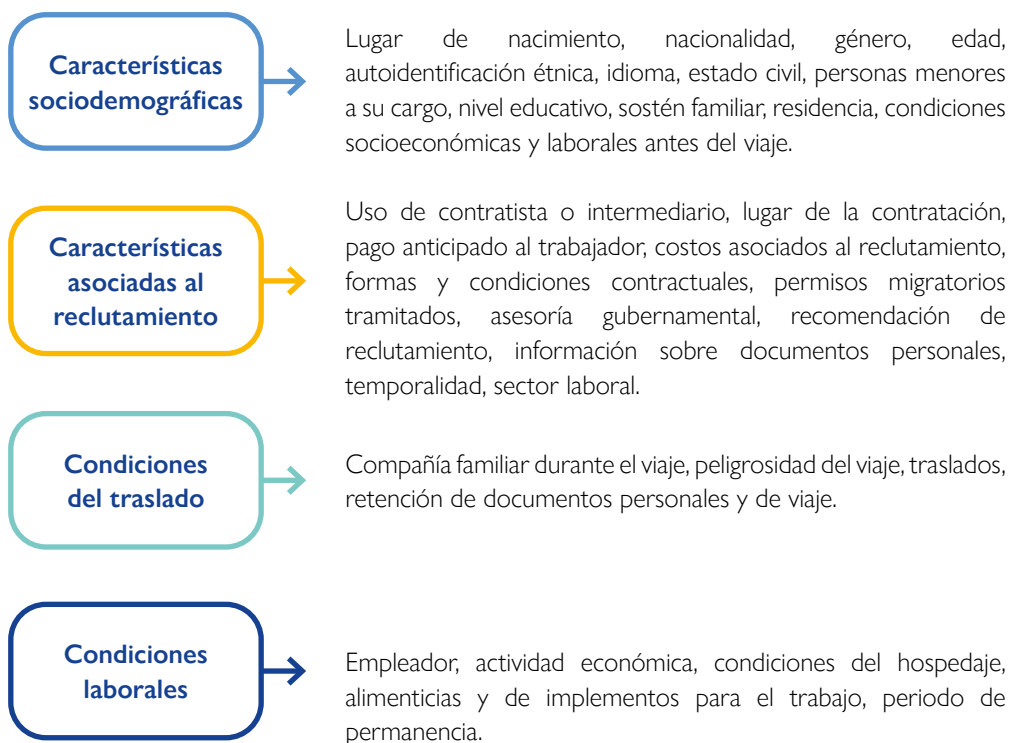 Características
sociodemográficas
Lugar de nacimiento, nacionalidad, género, edad,
autoidentificación étnica, idioma, estado civil, personas menores
a su cargo, nivel educativo, sostén familiar, residencia, condiciones
socioeconómicas y laborales antes del viaje.
Características
asociadas al
reclutamiento
Uso de contratista o intermediario, lugar de la contratación,
pago anticipado al trabajador, costos asociados al reclutamiento,
formas y condiciones contractuales, permisos migratorios
tramitados, asesoría gubernamental, recomendación de
reclutamiento, información sobre documentos personales,
temporalidad, sector laboral.
Condiciones
del traslado
Compañía familiar durante el viaje, peligrosidad del viaje, traslados,
retención de documentos personales y de viaje.
Condiciones
laborales
Empleador, actividad económica, condiciones del hospedaje,
alimenticias y de implementos para el trabajo, periodo de
permanencia.